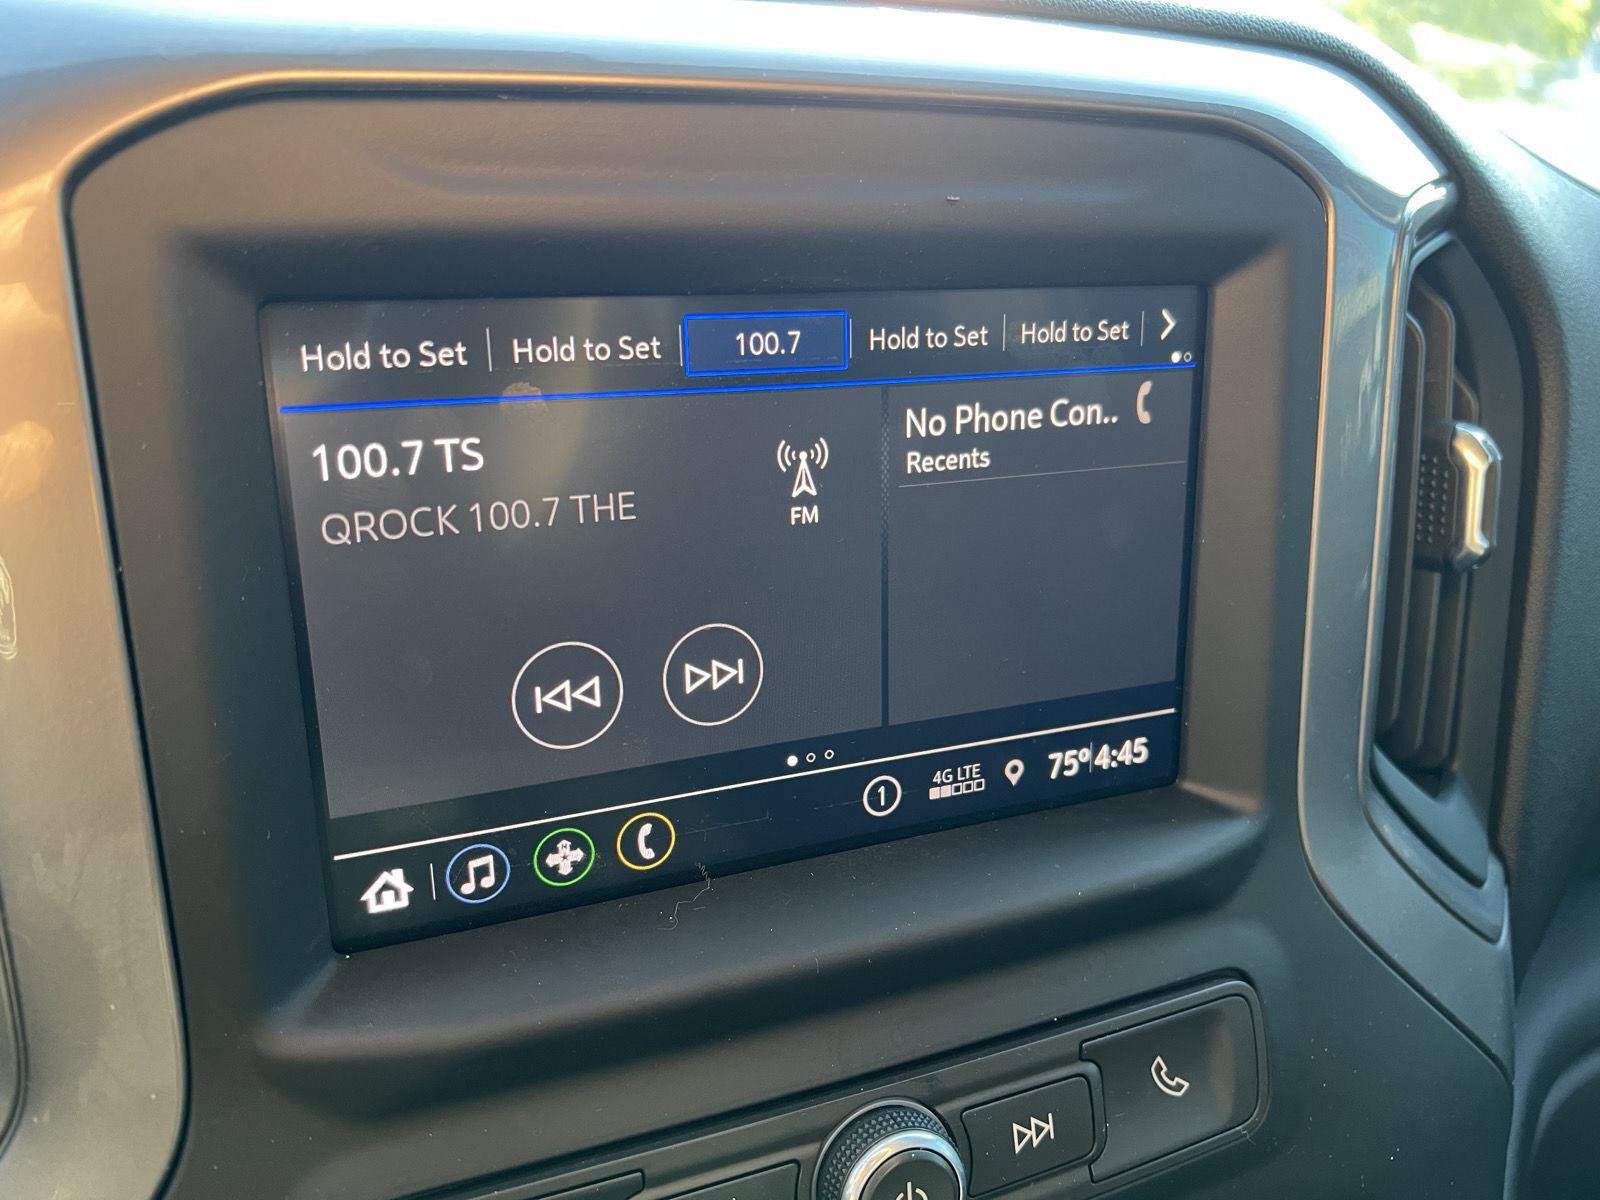 Hold to Set Hold to Set 100.7 Hold to Set Hold to Set
100.7 TS
QROCK 100.7 THE
FM
No Phone Con..
Recents
1 4G LTE 75° 4:45